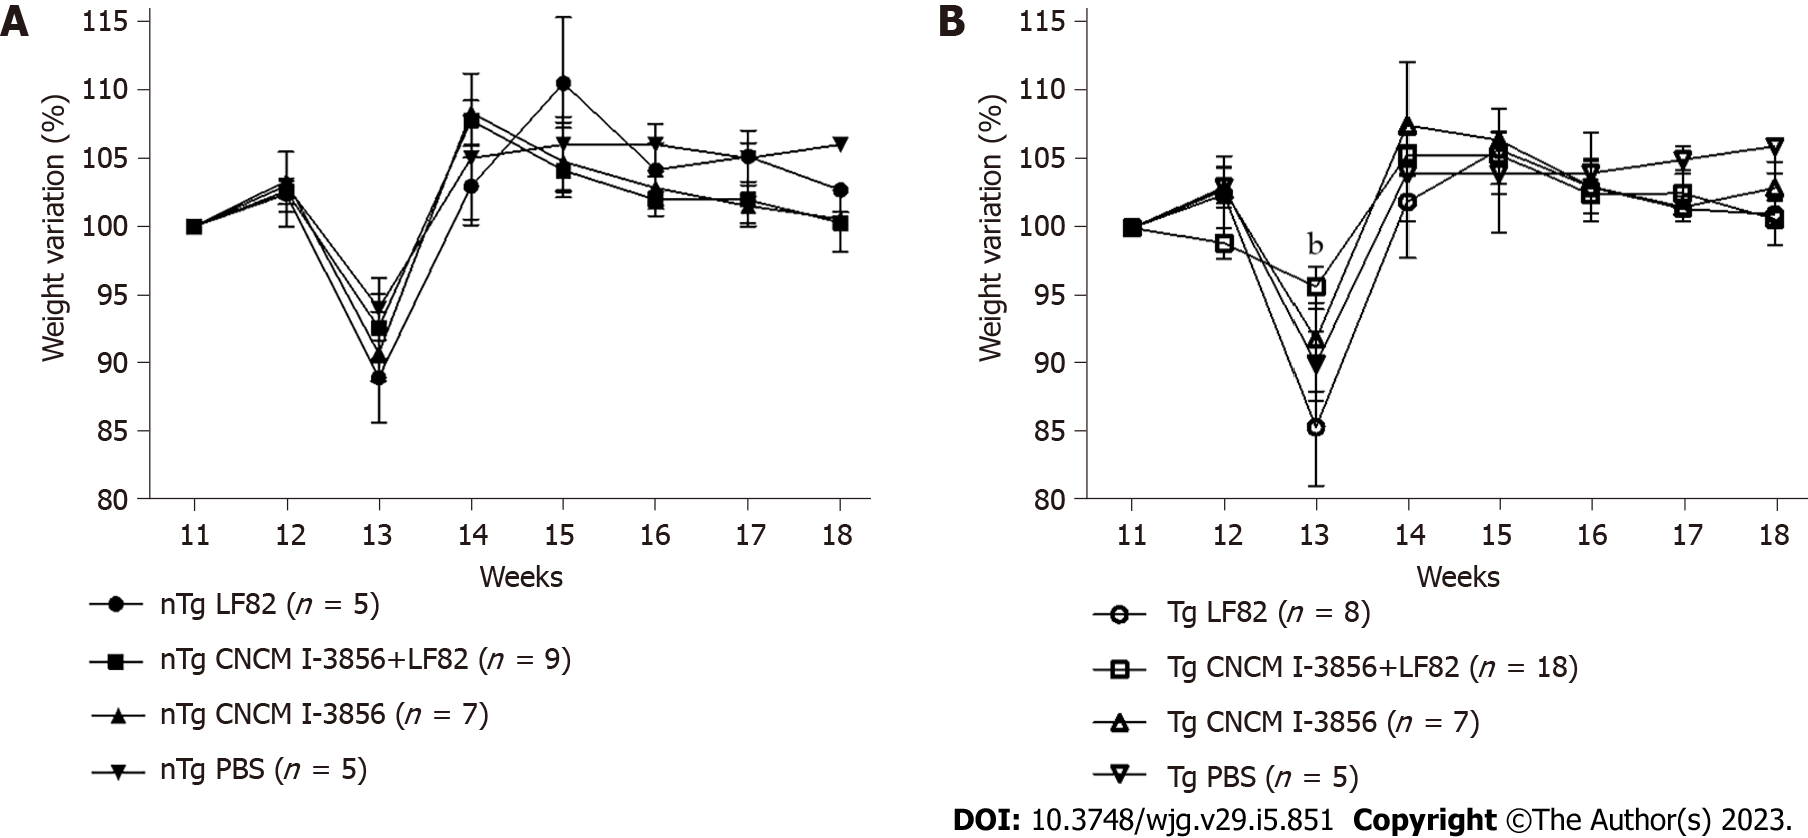 A
115
110
105
100
95
90
85
80
Weight variation (%)
11 12 13 14 15 16 17 18
Weeks
nTg LF82 (n = 5)
nTg CNCM I-3856+LF82 (n = 9)
nTg CNCM I-3856 (n = 7)
nTg PBS (n = 5)
B
115
110
105
100
95
90
85
80
Weight variation (%)
b
11 12 13 14 15 16 17 18
Weeks
Tg LF82 (n = 8)
Tg CNCM I-3856+LF82 (n = 18)
Tg CNCM I-3856 (n = 7)
Tg PBS (n = 5)
DOI: 10.3748/wjg.v29.i5.851 Copyright ©The Author(s) 2023.